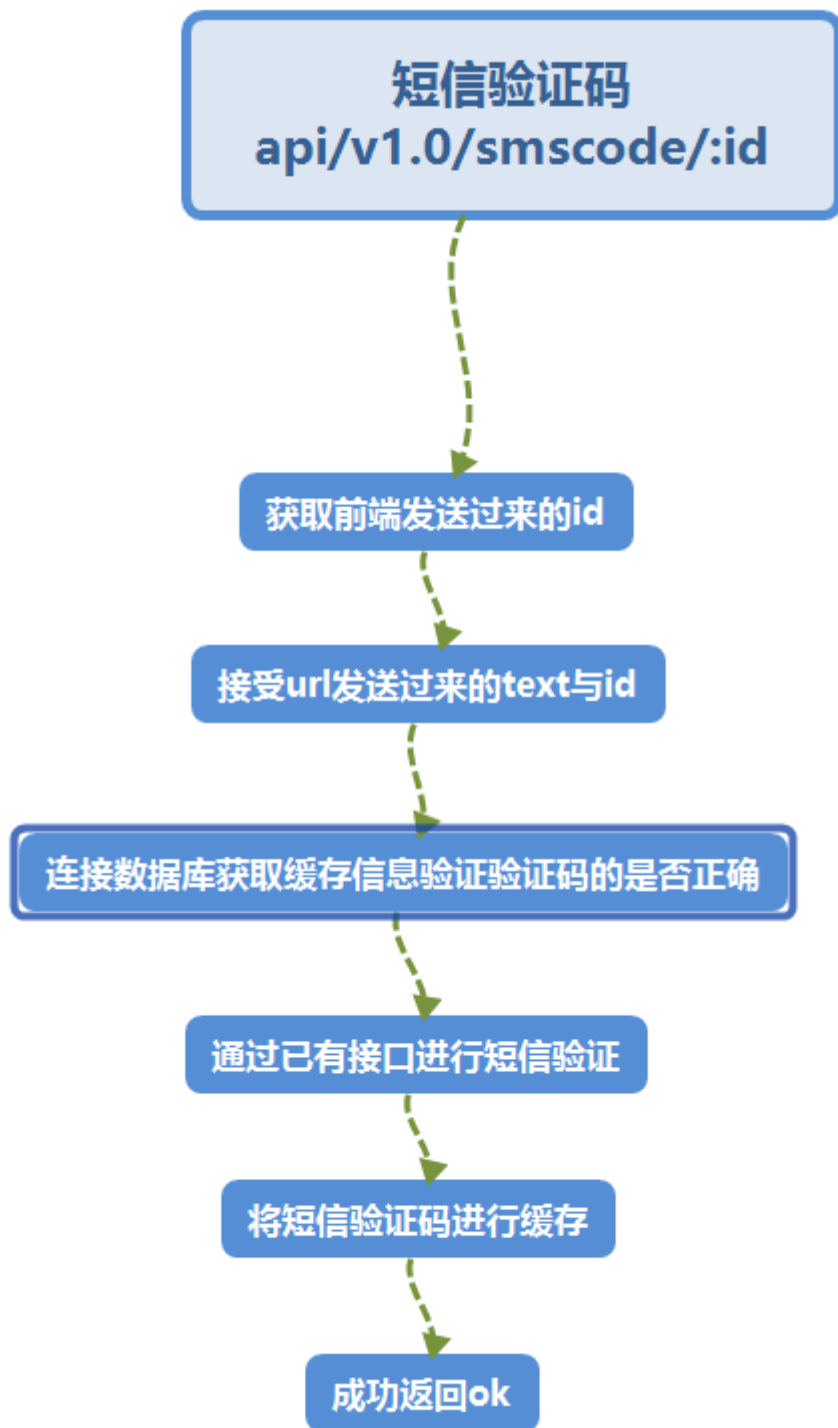 短信验证码
api/v1.0/smscode/:id
获取前端发送过来的id
接受url发送过来的text与id
连接数据库获取缓存信息验证验证码的是否正确
通过已有接口进行短信验证
将短信验证码进行缓存
成功返回ok